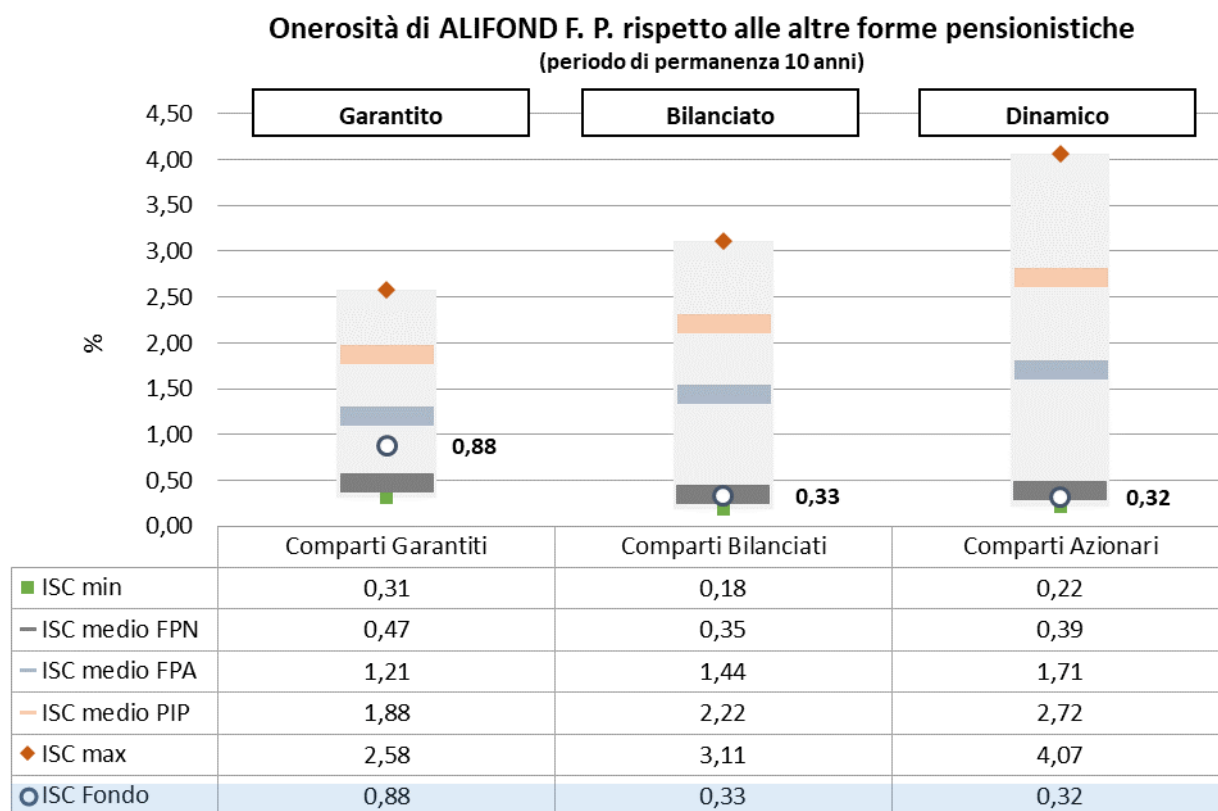 Onerosità di ALIFOND F. P. rispetto alle altre forme pensionistiche
(periodo di permanenza 10 anni)
Garantito Bilanciato Dinamico
4,50
4,00
3,50
3,00
2,50
2,00
1,50
1,00
0,50
0,00
%
0,88
0,33
0,32
Comparti Garantiti Comparti Bilanciati Comparti Azionari
ISC min 0,31 0,18 0,22
ISC medio FPN 0,47 0,35 0,39
ISC medio FPA 1,21 1,44 1,71
ISC medio PIP 1,88 2,22 2,72
ISC max 2,58 3,11 4,07
ISC Fondo 0,88 0,33 0,32